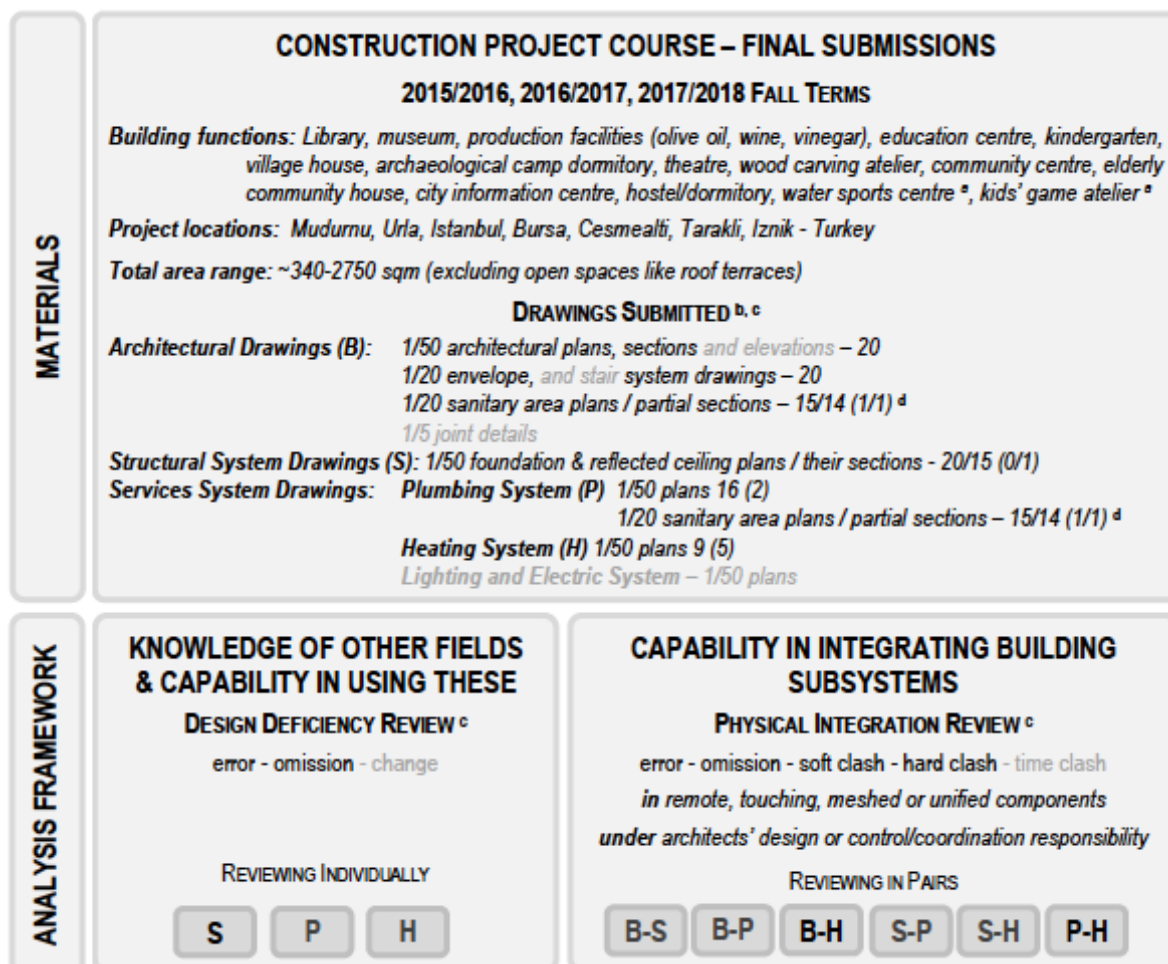 MATERIALS
CONSTRUCTION PROJECT COURSE – FINAL SUBMISSIONS
2015/2016, 2016/2017, 2017/2018 FALL TERMS
Building functions: Library, museum, production facilities (olive oil, wine, vinegar), education centre, kindergarten,
village house, archaeological camp dormitory, theatre, wood carving atelier, community centre, elderly
community house, city information centre, hostel/dormitory, water sports centre ᵉ, kids' game atelier ᵉ
Project locations: Mudurnu, Urla, Istanbul, Bursa, Cesmealti, Tarakli, Iznik - Turkey
Total area range: ~340-2750 sqm (excluding open spaces like roof terraces)
DRAWINGS SUBMITTED ᵇ, ᶜ
Architectural Drawings (B): 1/50 architectural plans, sections and elevations – 20
1/20 envelope, and stair system drawings – 20
1/20 sanitary area plans / partial sections – 15/14 (1/1) ᵈ
1/5 joint details
Structural System Drawings (S): 1/50 foundation & reflected ceiling plans / their sections - 20/15 (0/1)
Services System Drawings: Plumbing System (P) 1/50 plans 16 (2)
1/20 sanitary area plans / partial sections – 15/14 (1/1) ᵈ
Heating System (H) 1/50 plans 9 (5)
Lighting and Electric System – 1/50 plans
ANALYSIS FRAMEWORK
KNOWLEDGE OF OTHER FIELDS
& CAPABILITY IN USING THESE
DESIGN DEFICIENCY REVIEW ᶜ
error - omission - change
REVIEWING INDIVIDUALLY
S P H
CAPABILITY IN INTEGRATING BUILDING
SUBSYSTEMS
PHYSICAL INTEGRATION REVIEW ᶜ
error - omission - soft clash - hard clash - time clash
in remote, touching, meshed or unified components
under architects' design or control/coordination responsibility
REVIEWING IN PAIRS
B-S B-P B-H S-P S-H P-H